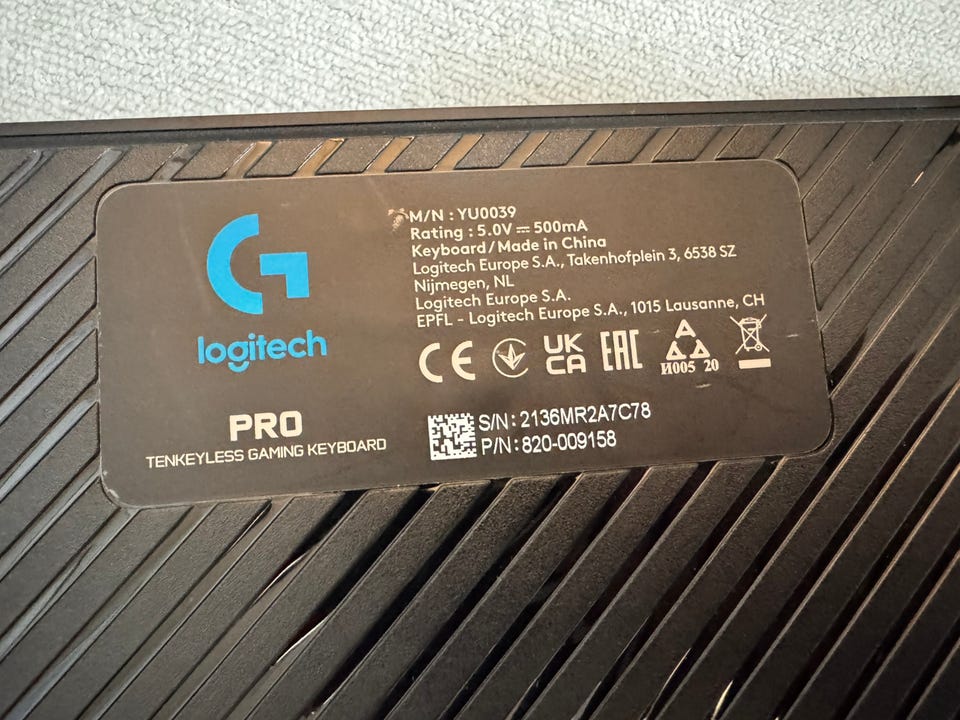 logitech
PRO
TENKEYLESS GAMING KEYBOARD
M/N : YU0039
Rating : 5.0V ⎓ 500mA
Keyboard / Made in China
Logitech Europe S.A., Takenhofplein 3, 6538 SZ
Nijmegen, NL
Logitech Europe S.A.
EPFL - Logitech Europe S.A., 1015 Lausanne, CH
CE UK CA EAC
И005 20
S/N: 2136MR2A7C78
P/N: 820-009158